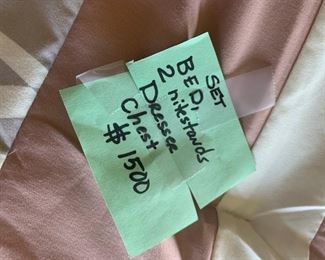 SET
BED,
2 nitestands
Dresser
Chest
$1500